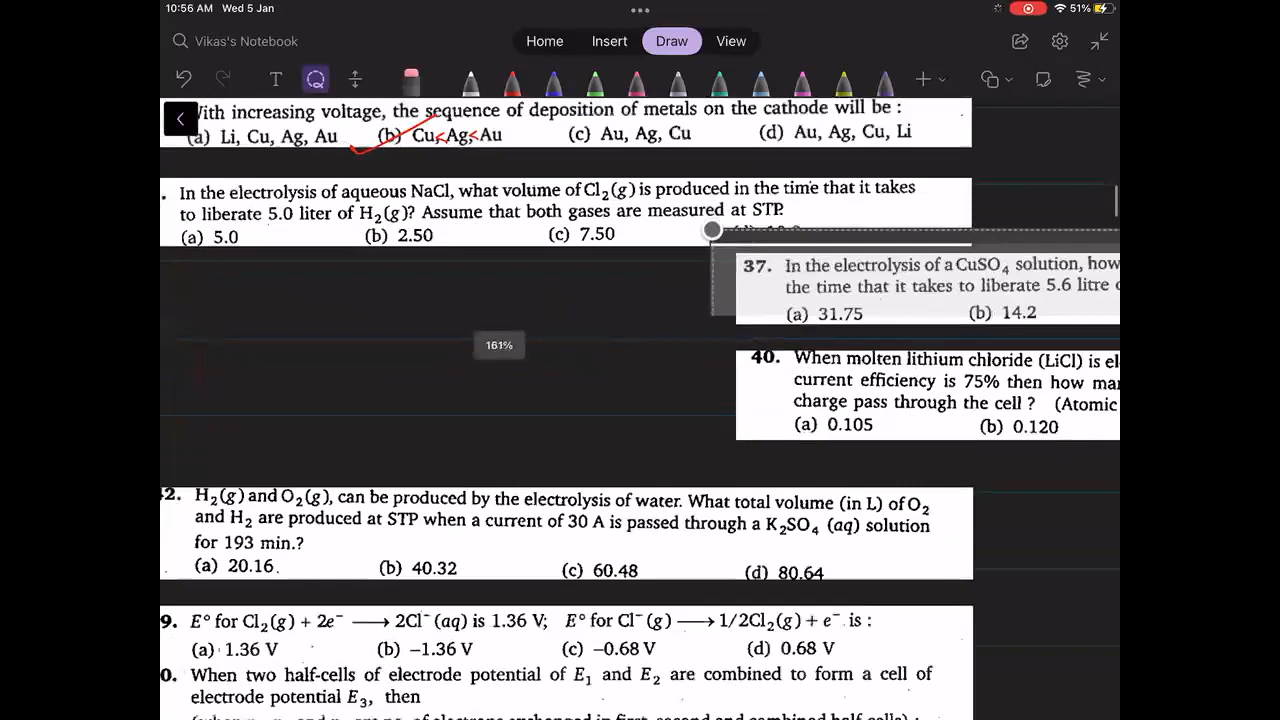 10:56 AM Wed 5 Jan
51%
Vikas's Notebook
Home Insert Draw View
With increasing voltage, the sequence of deposition of metals on the cathode will be :
(a) Li, Cu, Ag, Au (b) Cu<Ag<Au (c) Au, Ag, Cu (d) Au, Ag, Cu, Li
. In the electrolysis of aqueous NaCl, what volume of Cl₂(g) is produced in the time that it takes
to liberate 5.0 liter of H₂(g)? Assume that both gases are measured at STP.
(a) 5.0 (b) 2.50 (c) 7.50
37. In the electrolysis of a CuSO₄ solution, how
the time that it takes to liberate 5.6 litre
(a) 31.75 (b) 14.2
161%
40. When molten lithium chloride (LiCl) is el
current efficiency is 75% then how ma
charge pass through the cell ? (Atomic
(a) 0.105 (b) 0.120
2. H₂(g) and O₂(g), can be produced by the electrolysis of water. What total volume (in L) of O₂
and H₂ are produced at STP when a current of 30 A is passed through a K₂SO₄ (aq) solution
for 193 min.?
(a) 20.16 (b) 40.32 (c) 60.48 (d) 80.64
9. E° for Cl₂(g) + 2e⁻ ⟶ 2Cl⁻(aq) is 1.36 V; E° for Cl⁻(g) ⟶ 1/2Cl₂(g) + e⁻ is :
(a) 1.36 V (b) −1.36 V (c) −0.68 V (d) 0.68 V
0. When two half-cells of electrode potential of E₁ and E₂ are combined to form a cell of
electrode potential E₃, then